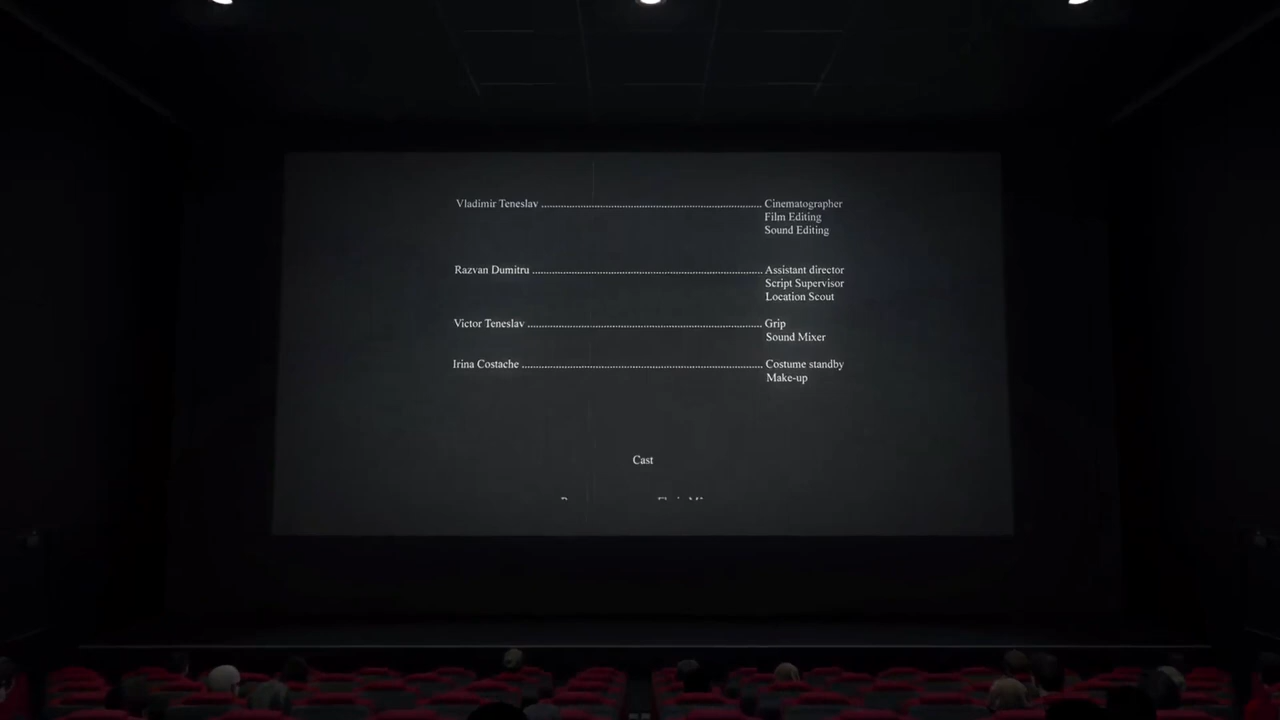 Vladimir Teneslav ........................................ Cinematographer
Film Editing
Sound Editing
Razvan Dumitru ........................................ Assistant director
Script Supervisor
Location Scout
Victor Teneslav ........................................ Grip
Sound Mixer
Irina Costache ........................................ Costume standby
Make-up
Cast